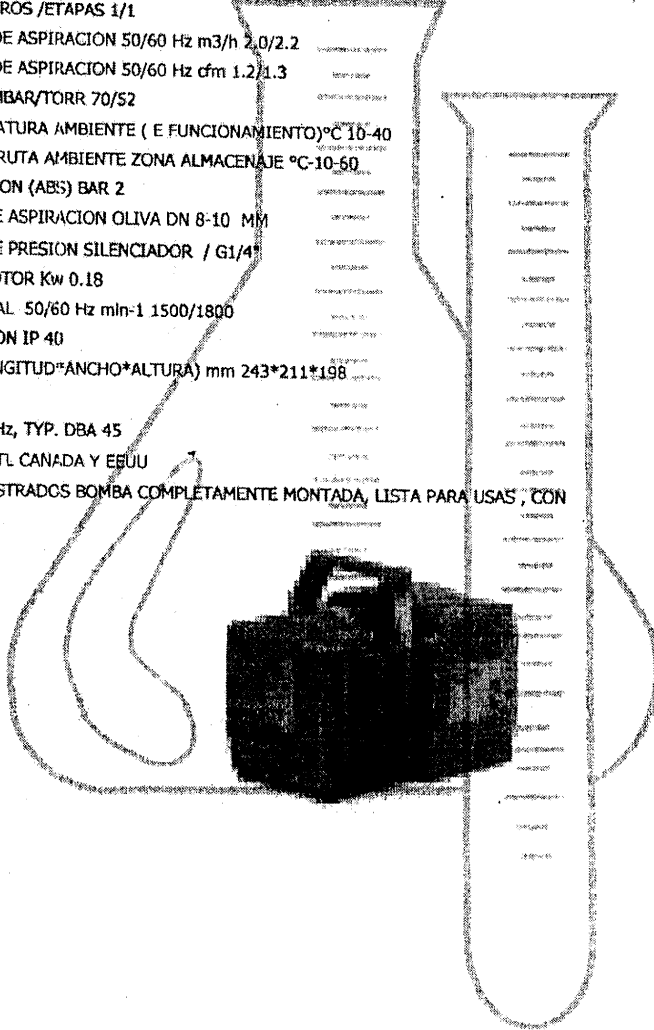 ROS /ETAPAS 1/1
DE ASPIRACION 50/60 Hz m3/h 2.0/2.2
DE ASPIRACION 50/60 Hz cfm 1.2/1.3
MBAR/TORR 70/52
ATURA AMBIENTE ( E FUNCIONAMIENTO)°C 10-40
RUTA AMBIENTE ZONA ALMACENAJE °C-10-60
ON (ABS) BAR 2
E ASPIRACION OLIVA DN 8-10 MM
E PRESION SILENCIADOR / G1/4"
OTOR Kw 0.18
AL 50/60 Hz min-1 1500/1800
ON IP 40
NGITUD*ANCHO*ALTURA) mm 243*211*198
Hz, TYP. DBA 45
TL CANADA Y EEUU
STRADOS BOMBA COMPLETAMENTE MONTADA, LISTA PARA USAS , CON